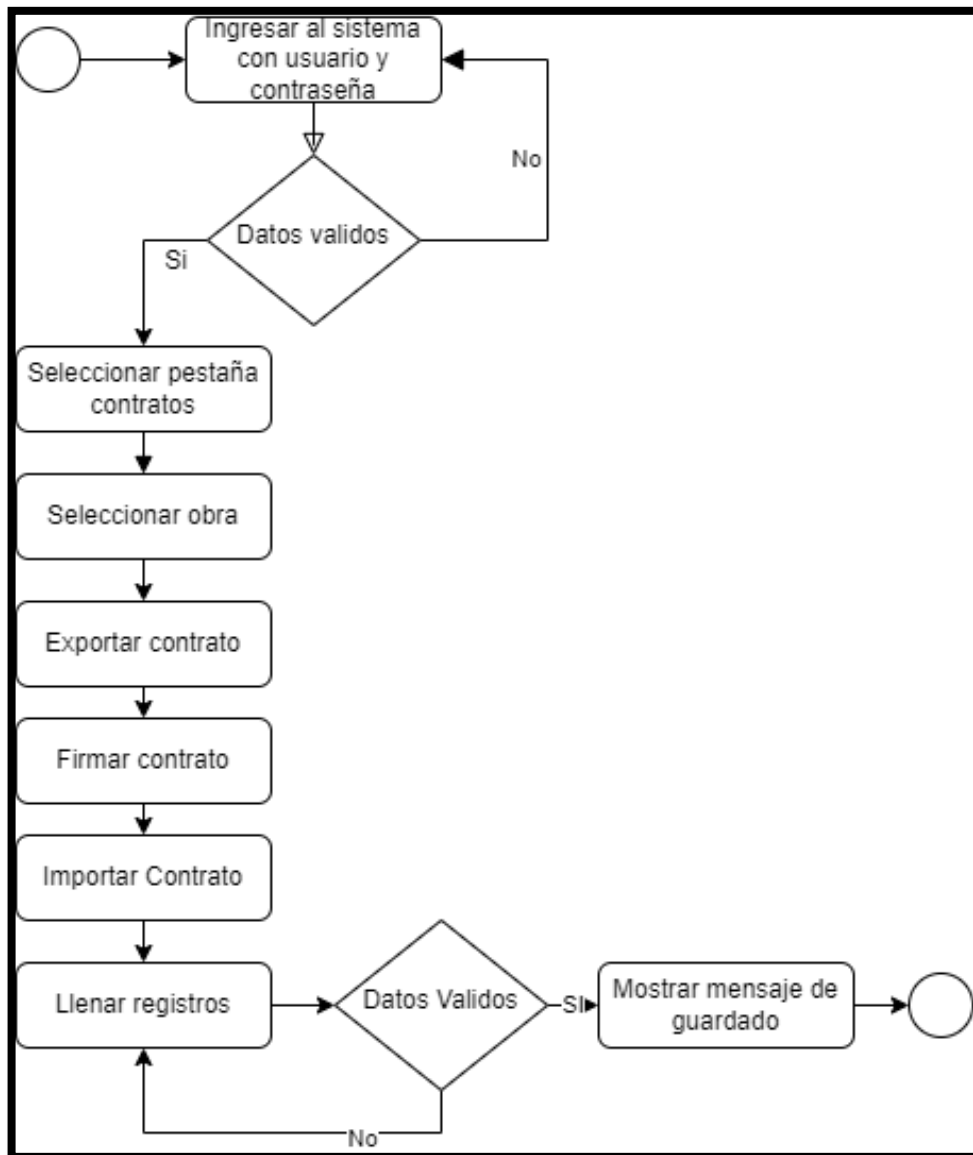 Ingresar al sistema
con usuario y
contraseña
No
Datos validos
Si
Seleccionar pestaña
contratos
Seleccionar obra
Exportar contrato
Firmar contrato
Importar Contrato
Llenar registros
Datos Validos
SI
Mostrar mensaje de
guardado
No